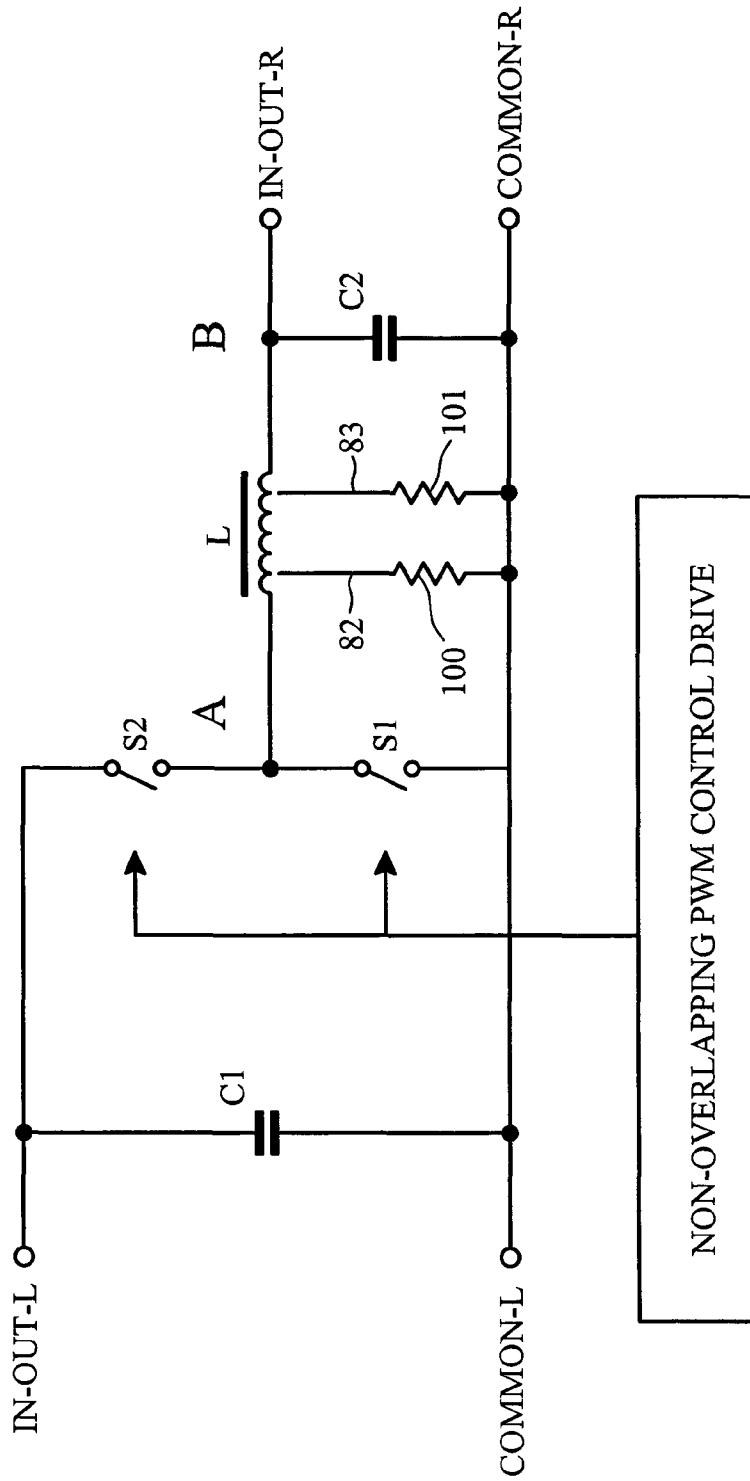 IN-OUT-L
S2
A
L
B
IN-OUT-R
C1
S1
82
83
C2
100
101
COMMON-L
COMMON-R
NON-OVERLAPPING PWM CONTROL DRIVE